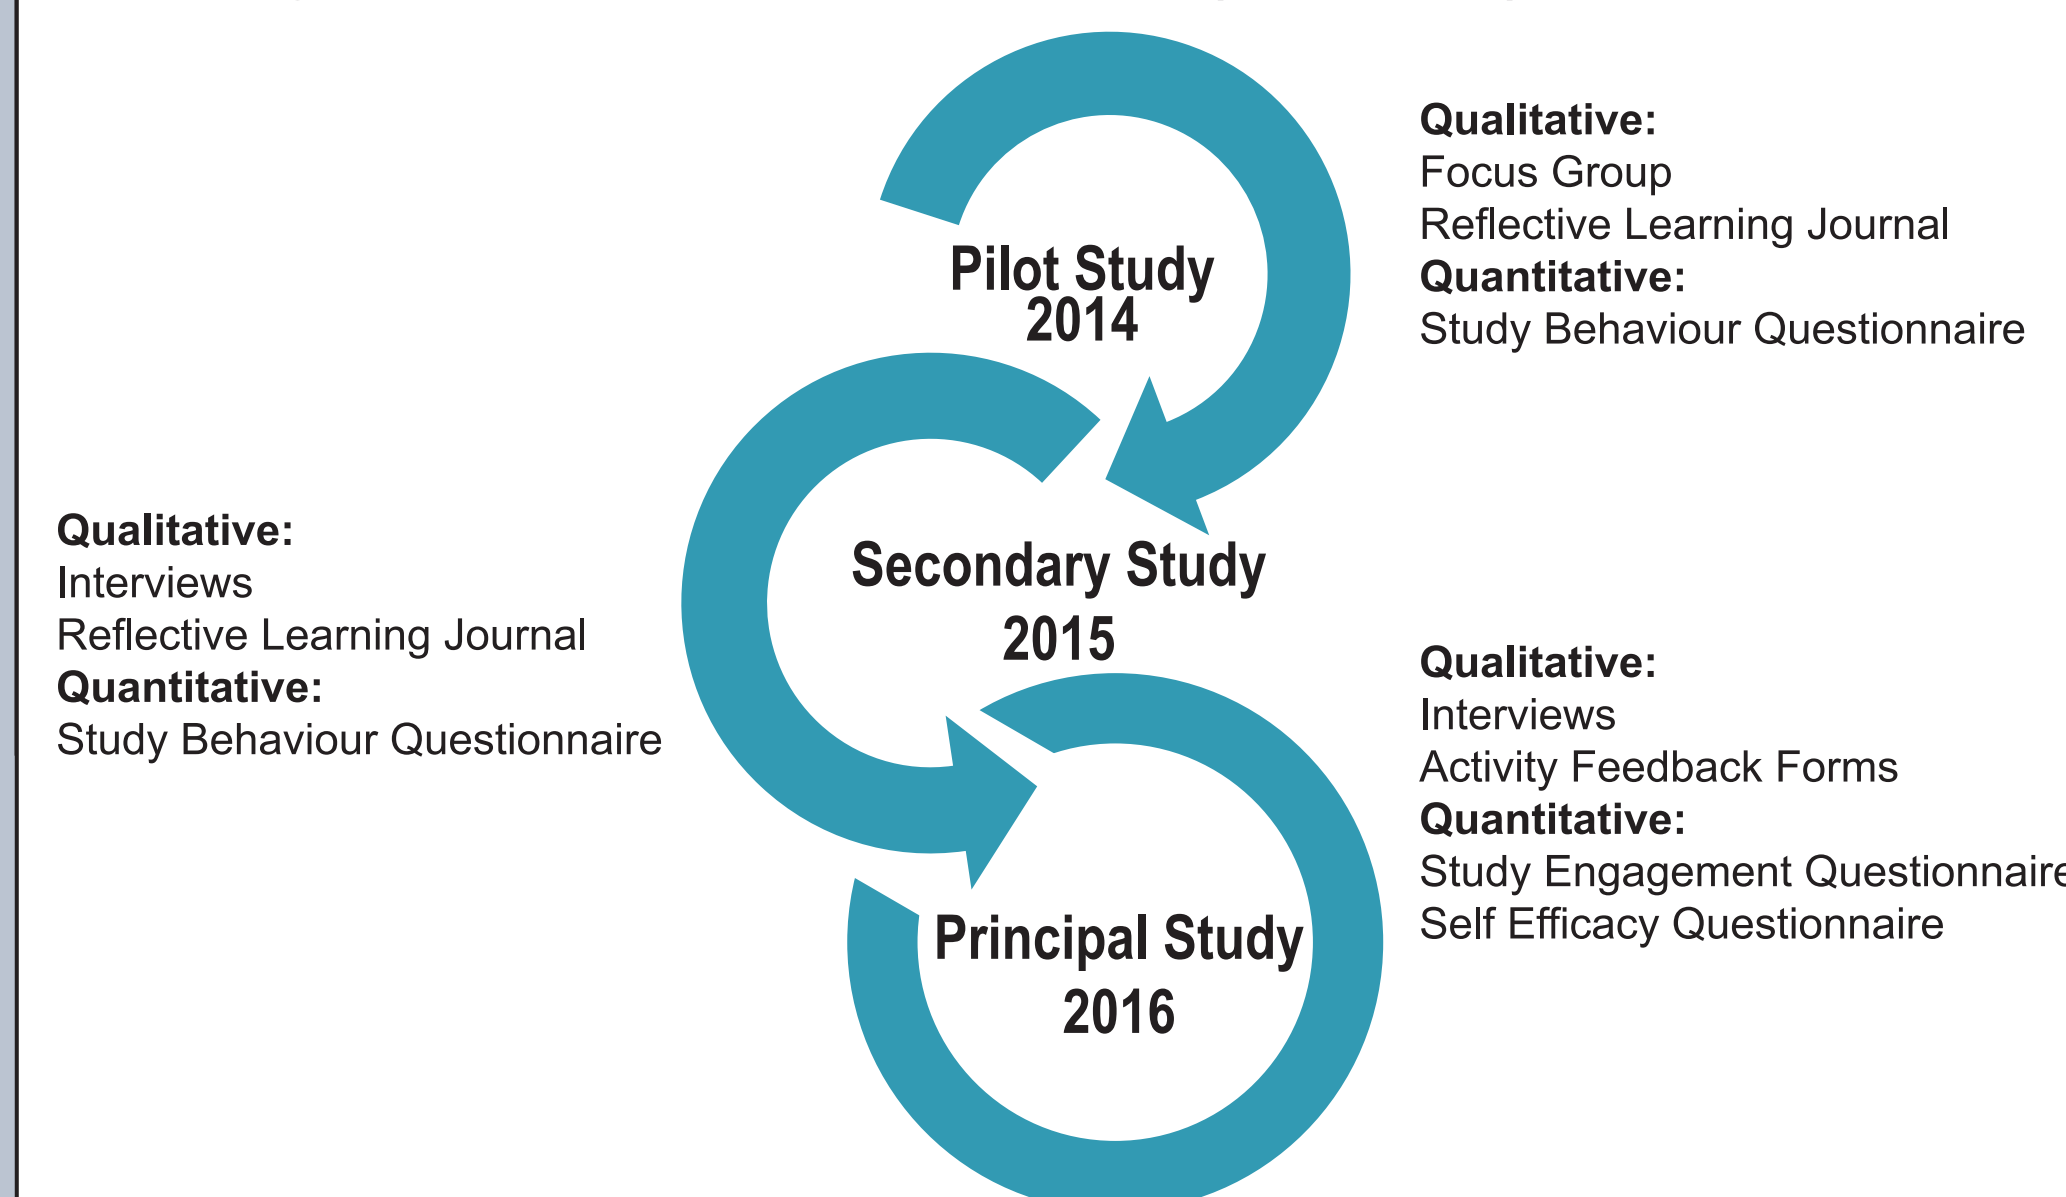 Qualitative:
Focus Group
Reflective Learning Journal
Quantitative:
Study Behaviour Questionnaire
Pilot Study
2014
Secondary Study
2015
Qualitative:
Interviews
Reflective Learning Journal
Quantitative:
Study Behaviour Questionnaire
Qualitative:
Interviews
Activity Feedback Forms
Quantitative:
Study Engagement Questionnaire
Self Efficacy Questionnaire
Principal Study
2016